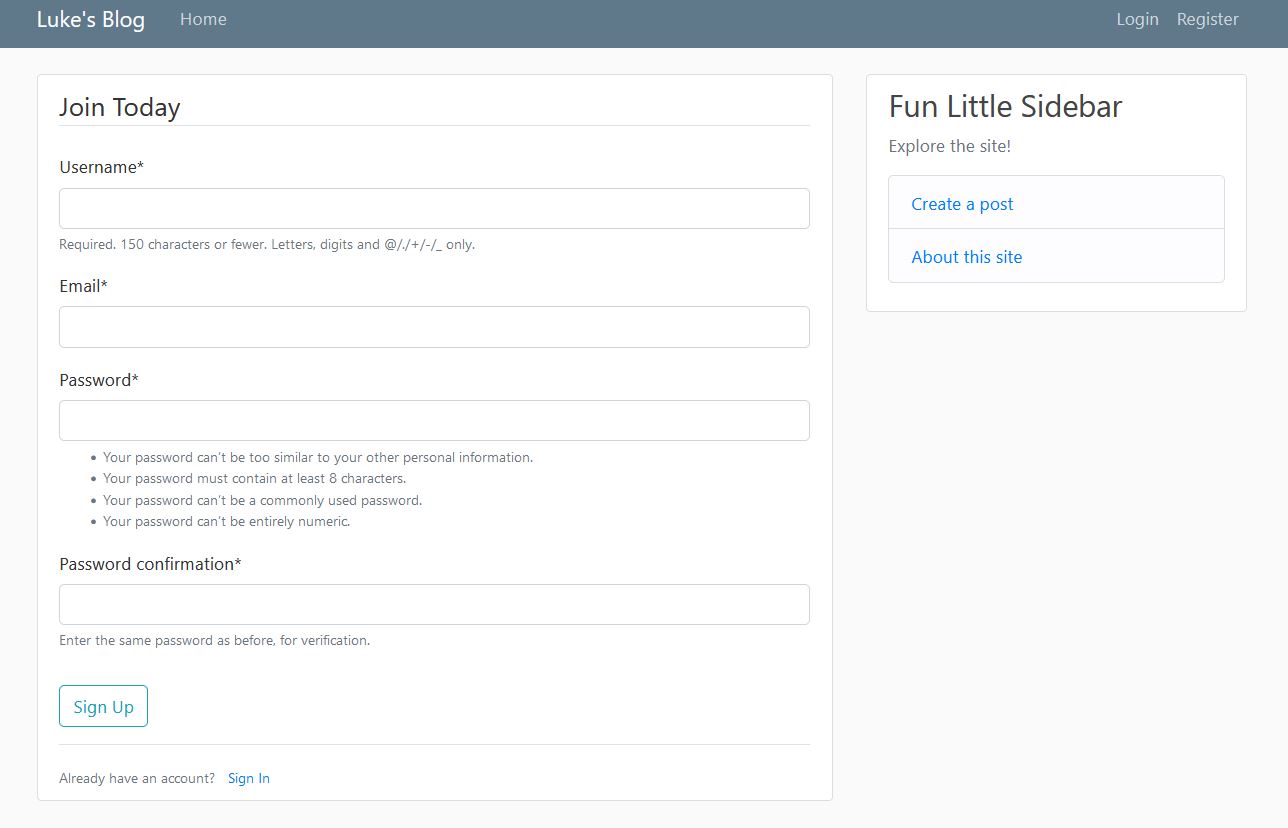 Luke's Blog Home Login Register
Join Today
Username*
Required. 150 characters or fewer. Letters, digits and @/./+/-/_ only.
Email*
Password*
Your password can't be too similar to your other personal information.
Your password must contain at least 8 characters.
Your password can't be a commonly used password.
Your password can't be entirely numeric.
Password confirmation*
Enter the same password as before, for verification.
Sign Up
Already have an account? Sign In
Fun Little Sidebar
Explore the site!
Create a post
About this site